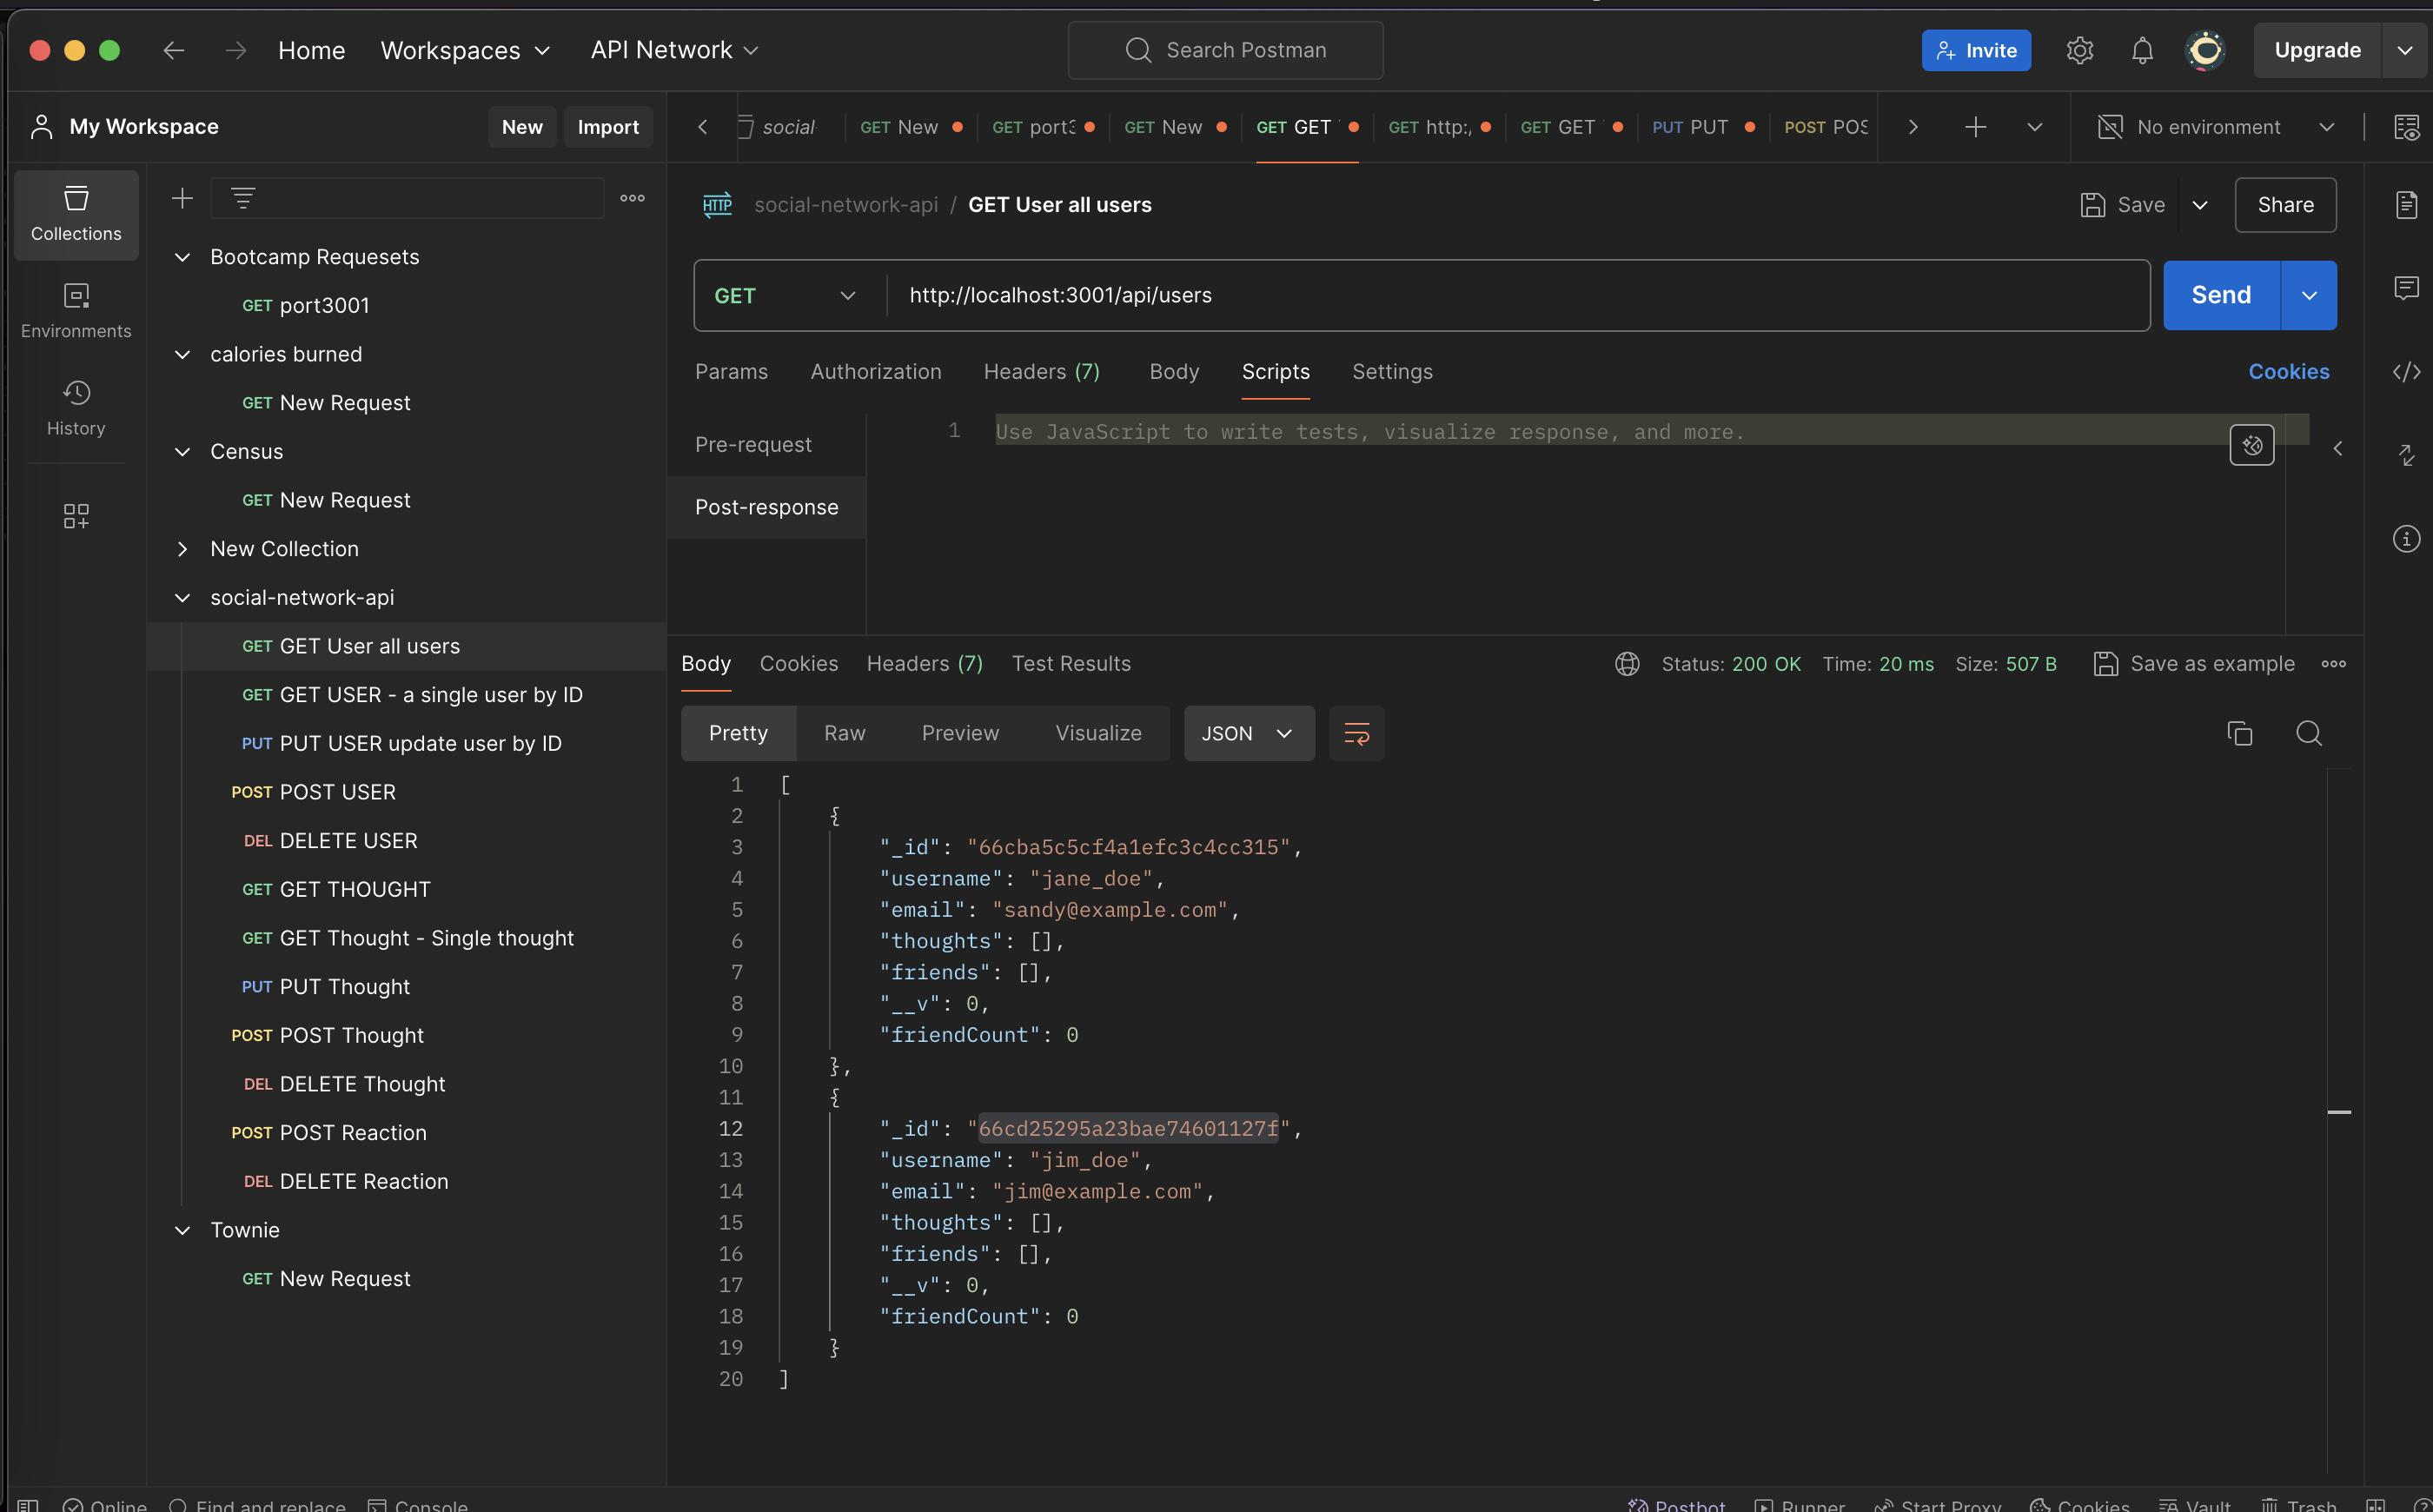 Home Workspaces API Network Search Postman Invite Upgrade
My Workspace New Import
social GET New GET port3 GET New GET GET GET http:/ GET GET PUT PUT POST POS No environment
Collections
Environments
History
Bootcamp Requesets
GET port3001
calories burned
GET New Request
Census
GET New Request
New Collection
social-network-api
GET GET User all users
GET GET USER - a single user by ID
PUT PUT USER update user by ID
POST POST USER
DEL DELETE USER
GET GET THOUGHT
GET GET Thought - Single thought
PUT PUT Thought
POST POST Thought
DEL DELETE Thought
POST POST Reaction
DEL DELETE Reaction
Townie
GET New Request
HTTP social-network-api / GET User all users Save Share
GET http://localhost:3001/api/users Send
Params Authorization Headers (7) Body Scripts Settings Cookies
Pre-request
Post-response
1 Use JavaScript to write tests, visualize response, and more.
Body Cookies Headers (7) Test Results Status: 200 OK Time: 20 ms Size: 507 B Save as example
Pretty Raw Preview Visualize JSON
1 [
2 {
3 "_id": "66cba5c5cf4a1efc3c4cc315",
4 "username": "jane_doe",
5 "email": "sandy@example.com",
6 "thoughts": [],
7 "friends": [],
8 "__v": 0,
9 "friendCount": 0
10 },
11 {
12 "_id": "66cd25295a23bae74601127f",
13 "username": "jim_doe",
14 "email": "jim@example.com",
15 "thoughts": [],
16 "friends": [],
17 "__v": 0,
18 "friendCount": 0
19 }
20 ]
Online Find and replace Console Postbot Runner Start Proxy Cookies Vault Trash